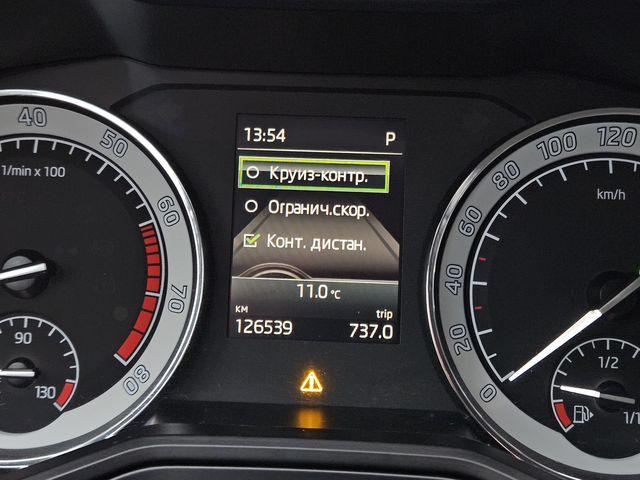 13:54 P
Круиз-контр.
Огранич.скор.
Конт. дистан.
11.0 °C
км trip
126539 737.0
40
50
60
70
80
1/min x 100
90
130
0
20
40
60
80
100
120
km/h
1/2
1/1